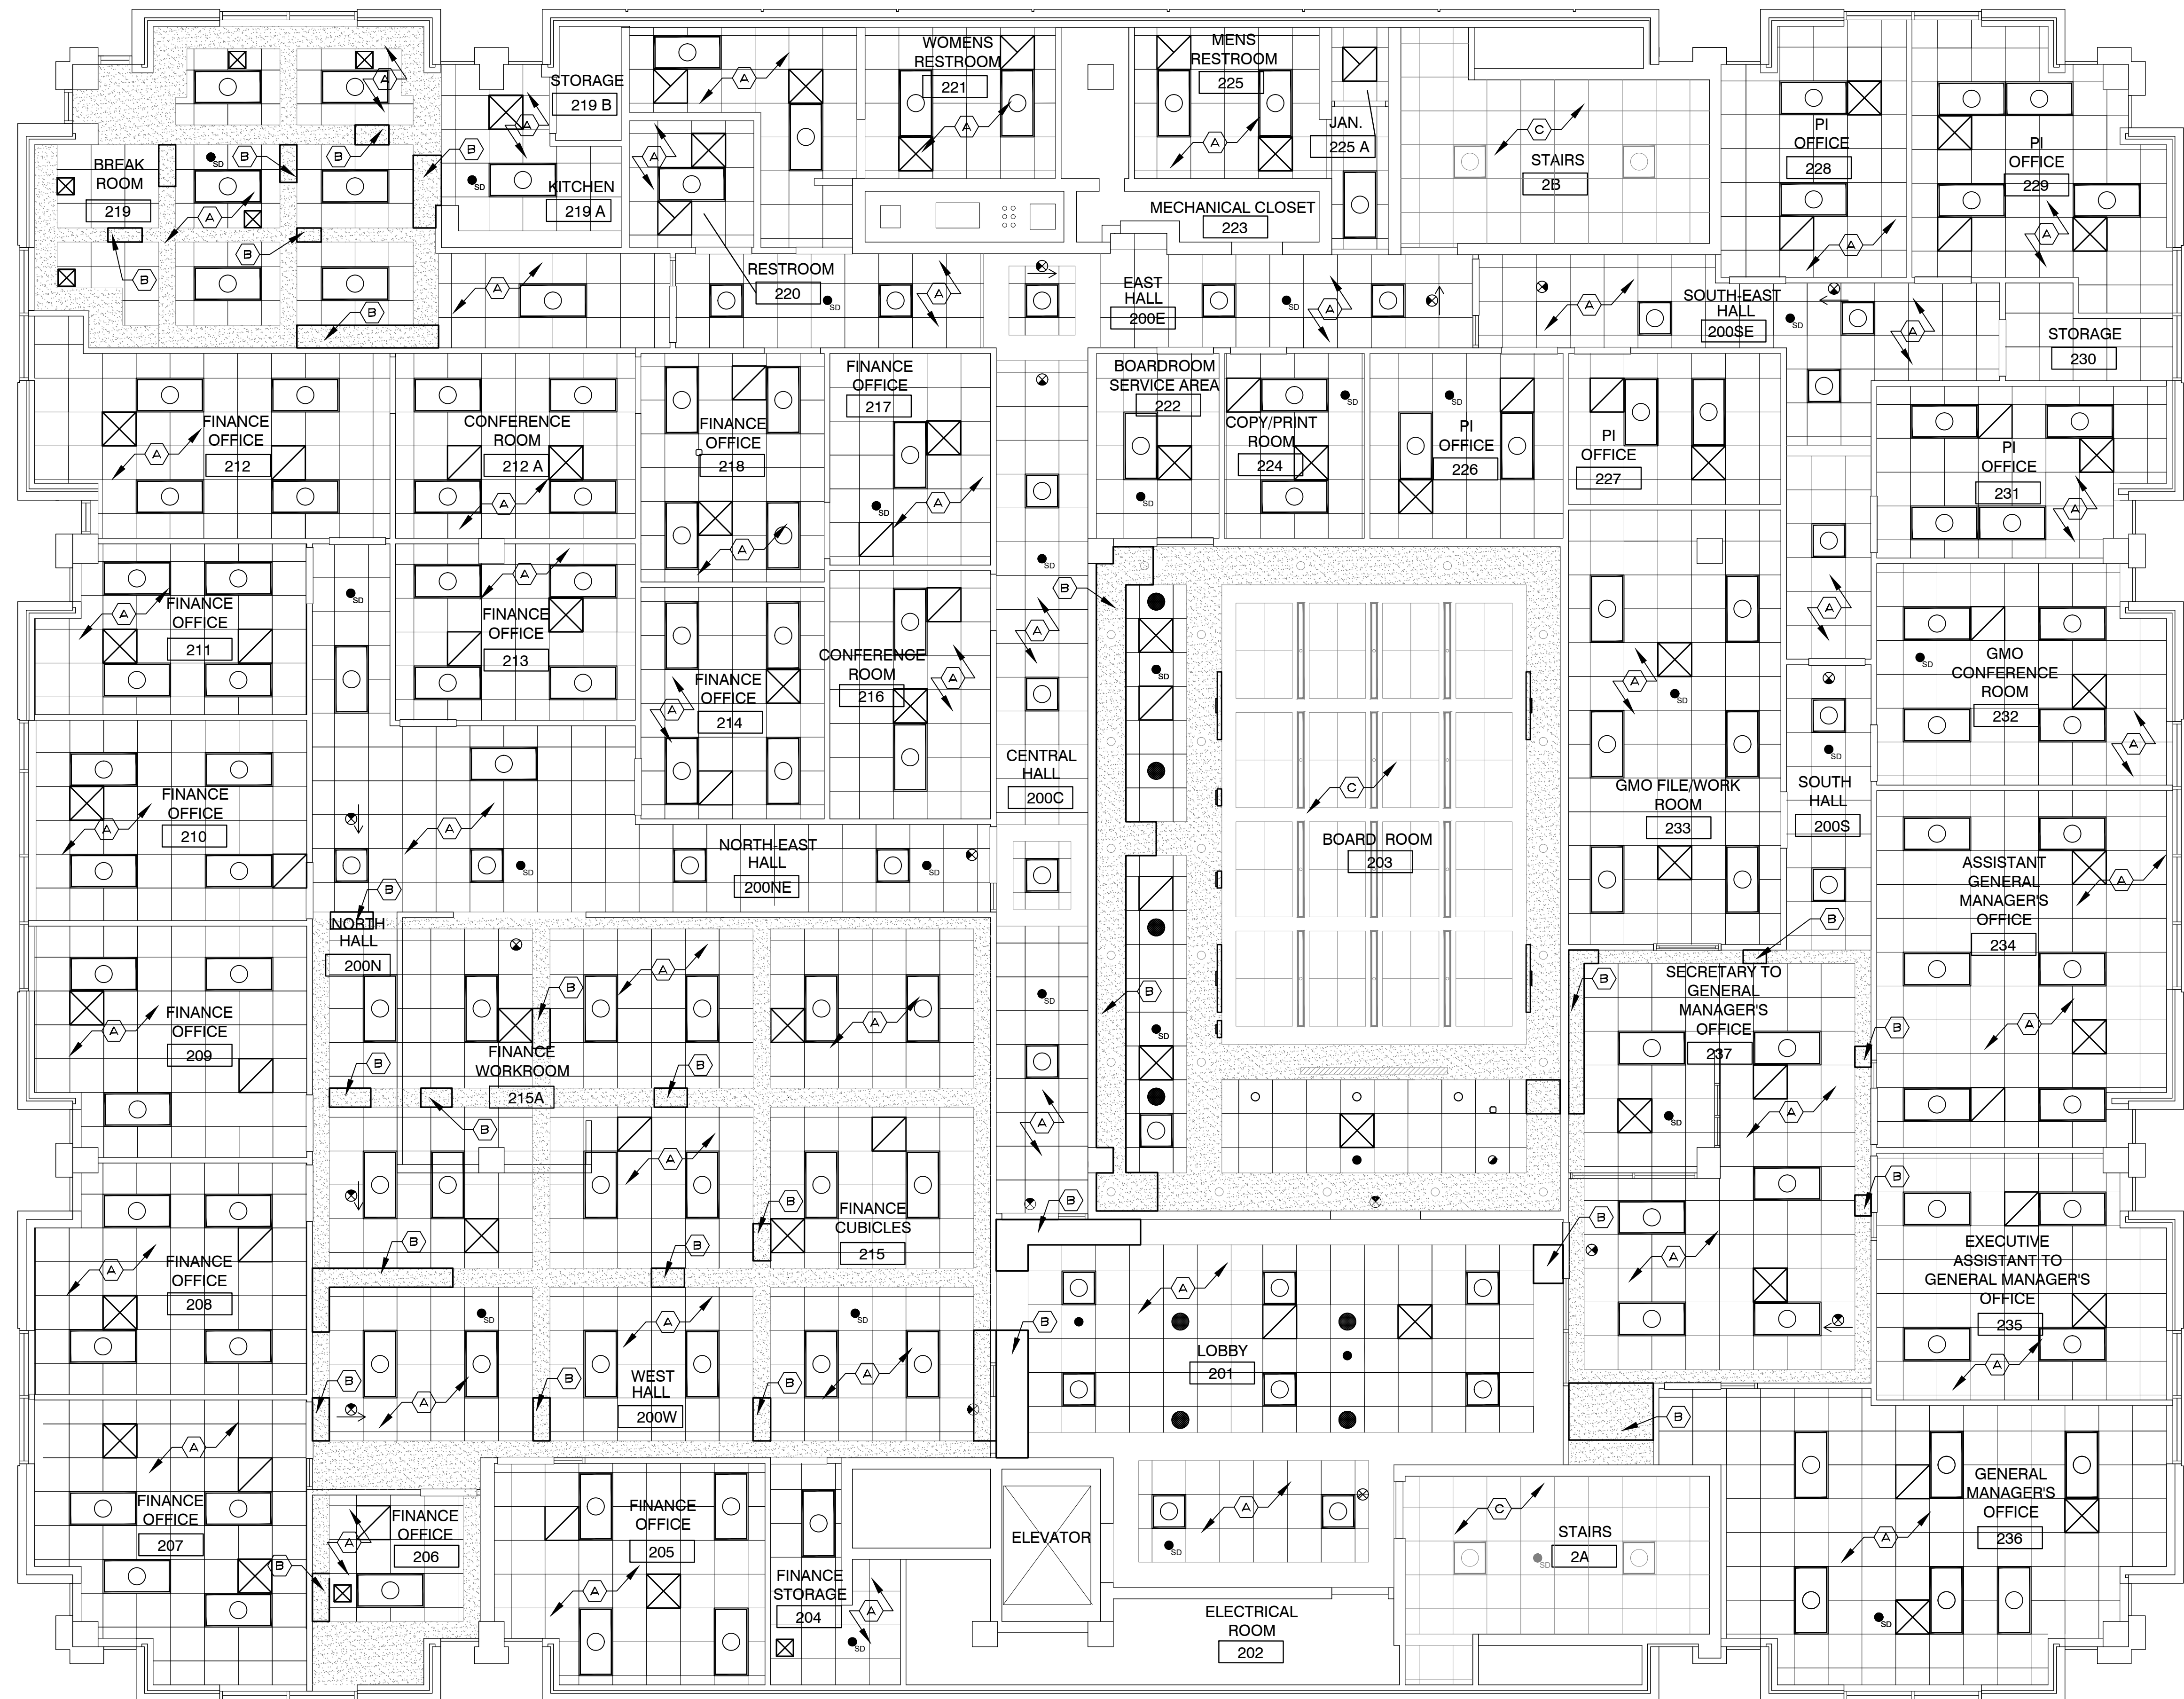 BREAK
ROOM
219
STORAGE
219 B
KITCHEN
219 A
RESTROOM
220
WOMENS
RESTROOM
221
MENS
RESTROOM
225
JAN.
225 A
MECHANICAL CLOSET
223
STAIRS
2B
PI
OFFICE
228
PI
OFFICE
229
EAST
HALL
200E
SOUTH-EAST
HALL
200SE
STORAGE
230
FINANCE
OFFICE
212
CONFERENCE
ROOM
212 A
FINANCE
OFFICE
218
FINANCE
OFFICE
217
BOARDROOM
SERVICE AREA
222
COPY/PRINT
ROOM
224
PI
OFFICE
226
PI
OFFICE
227
PI
OFFICE
231
FINANCE
OFFICE
211
FINANCE
OFFICE
213
FINANCE
OFFICE
214
CONFERENCE
ROOM
216
CENTRAL
HALL
200C
BOARD ROOM
203
GMO FILE/WORK
ROOM
233
SOUTH
HALL
200S
GMO
CONFERENCE
ROOM
232
FINANCE
OFFICE
210
NORTH-EAST
HALL
200NE
ASSISTANT
GENERAL
MANAGER'S
OFFICE
234
NORTH
HALL
200N
FINANCE
OFFICE
209
FINANCE
WORKROOM
215A
SECRETARY TO
GENERAL
MANAGER'S
OFFICE
237
FINANCE
OFFICE
208
FINANCE
CUBICLES
215
EXECUTIVE
ASSISTANT TO
GENERAL MANAGER'S
OFFICE
235
WEST
HALL
200W
LOBBY
201
FINANCE
OFFICE
207
FINANCE
OFFICE
206
FINANCE
OFFICE
205
FINANCE
STORAGE
204
ELEVATOR
ELECTRICAL
ROOM
202
STAIRS
2A
GENERAL
MANAGER'S
OFFICE
236
A
B
C
SD